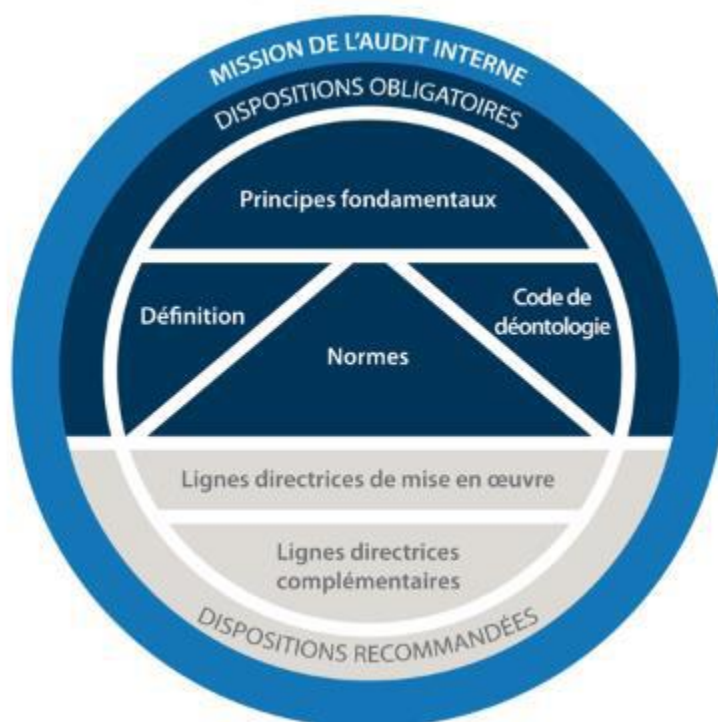 MISSION DE L'AUDIT INTERNE
DISPOSITIONS OBLIGATOIRES
Principes fondamentaux
Définition
Code de
déontologie
Normes
Lignes directrices de mise en œuvre
Lignes directrices
complémentaires
DISPOSITIONS RECOMMANDÉES